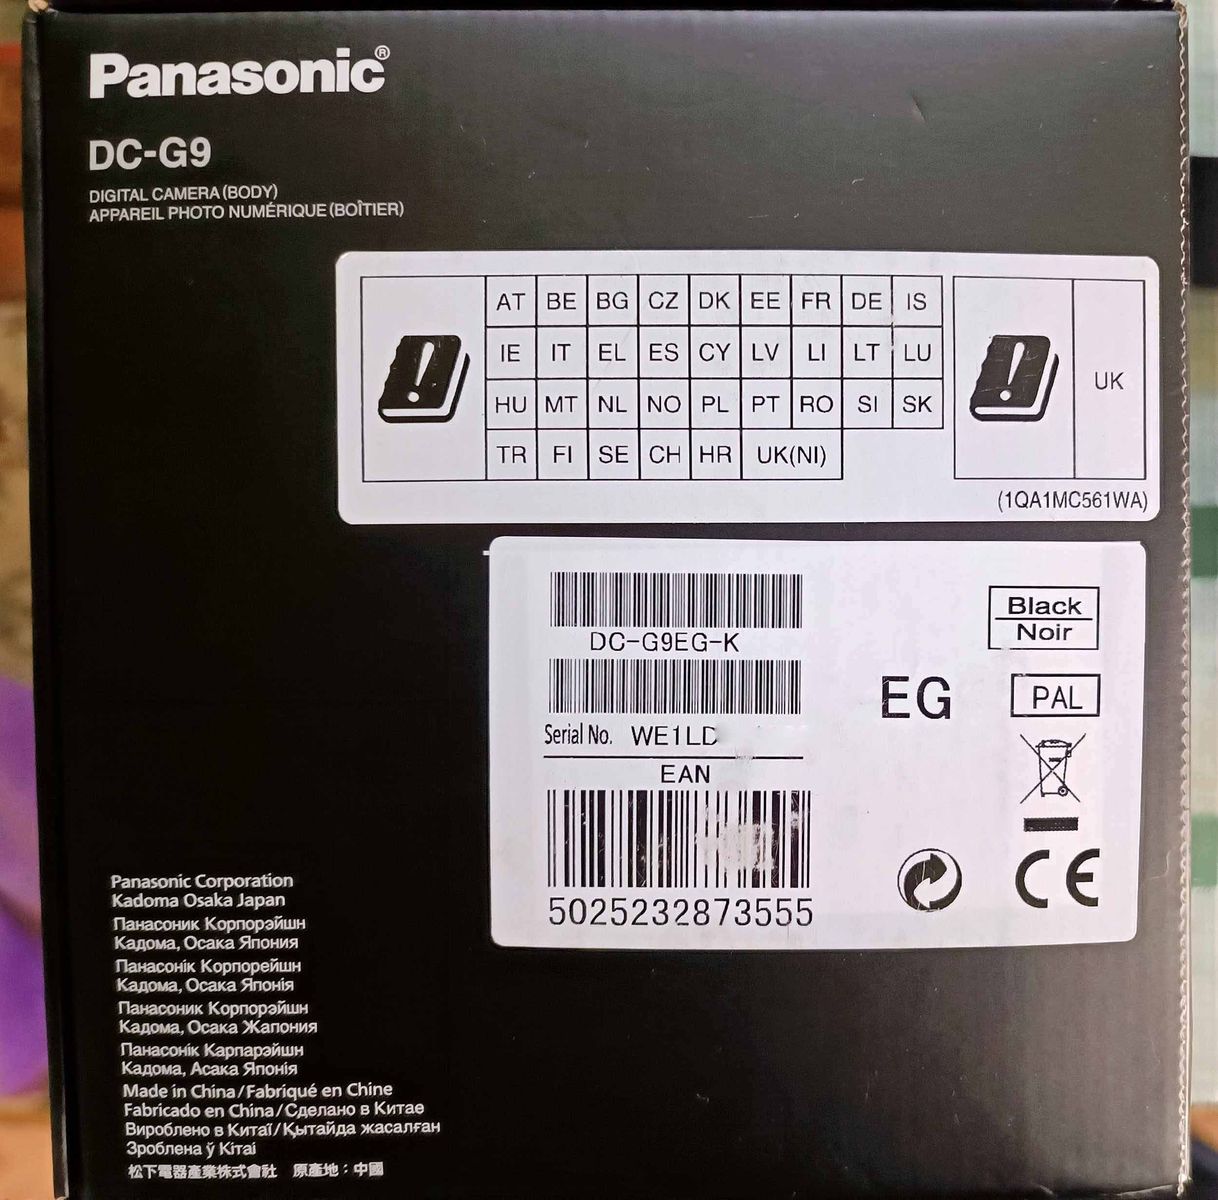 Panasonic®
DC-G9
DIGITAL CAMERA (BODY)
APPAREIL PHOTO NUMÉRIQUE (BOÎTIER)
AT BE BG CZ DK EE FR DE IS
IE IT EL ES CY LV LI LT LU
HU MT NL NO PL PT RO SI SK
TR FI SE CH HR UK(NI)
UK
(1QA1MC561WA)
DC-G9EG-K
Serial No. WE1LD
EAN
5025232873555
EG
Black
Noir
PAL
CE
Panasonic Corporation
Kadoma Osaka Japan
Панасоник Корпорэйшн
Кадома, Осака Япония
Панасонік Корпорейшн
Кадома, Осака Японія
Панасоник Корпорэйшн
Кадома, Осака Жапония
Панасонік Карпарэйшн
Кадома, Асака Японія
Made in China/Fabriqué en Chine
Fabricado en China/Сделано в Китае
Вироблено в Китаї/Қытайда жасалған
Зроблена ў Кітаі
松下電器產業株式會社 原產地：中國